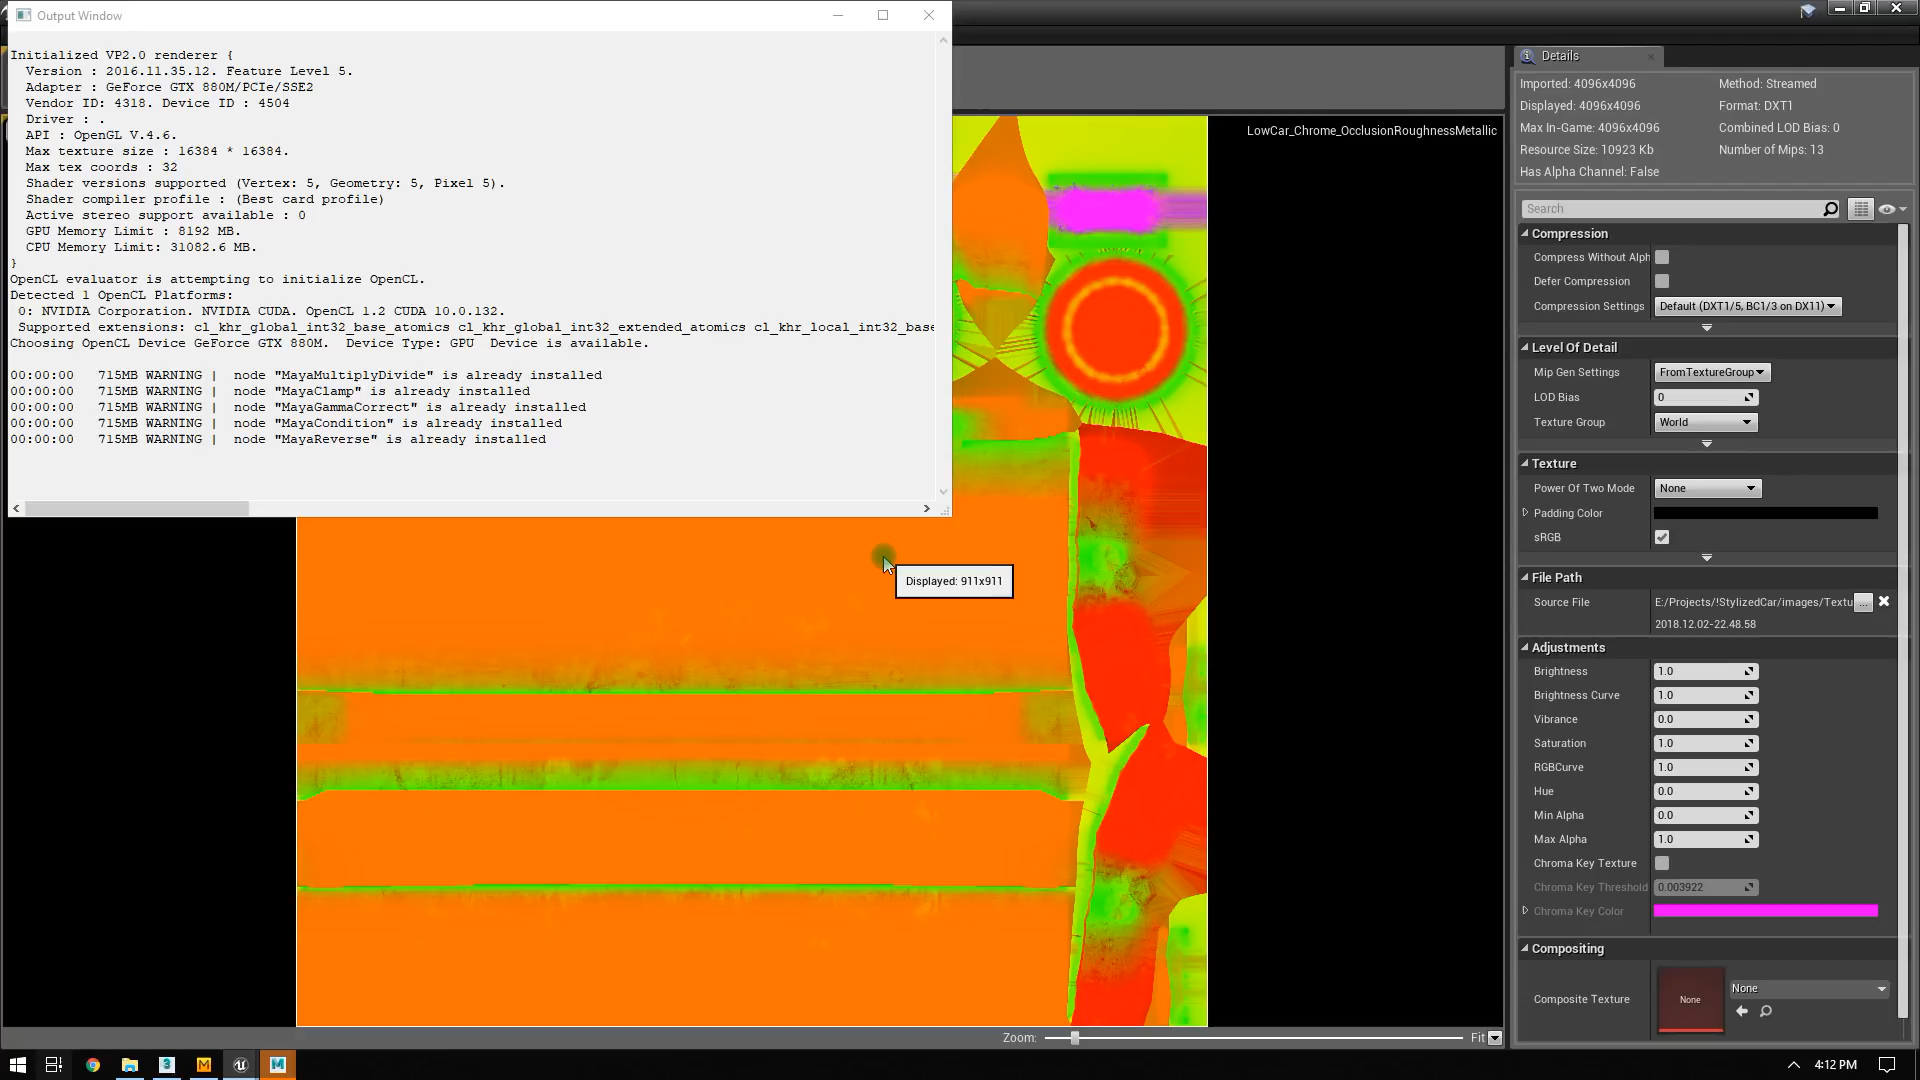 Output Window
Initialized VP2.0 renderer {
Version : 2016.11.35.12. Feature Level 5.
Adapter : GeForce GTX 880M/PCIe/SSE2
Vendor ID: 4318. Device ID : 4504
Driver : .
API : OpenGL V.4.6.
Max texture size : 16384 * 16384.
Max tex coords : 32
Shader versions supported (Vertex: 5, Geometry: 5, Pixel 5).
Shader compiler profile : (Best card profile)
Active stereo support available : 0
GPU Memory Limit : 8192 MB.
CPU Memory Limit: 31082.6 MB.
}
OpenCL evaluator is attempting to initialize OpenCL.
Detected 1 OpenCL Platforms:
0: NVIDIA Corporation. NVIDIA CUDA. OpenCL 1.2 CUDA 10.0.132.
Supported extensions: cl_khr_global_int32_base_atomics cl_khr_global_int32_extended_atomics cl_khr_local_int32_base
Choosing OpenCL Device GeForce GTX 880M. Device Type: GPU Device is available.
00:00:00 715MB WARNING | node "MayaMultiplyDivide" is already installed
00:00:00 715MB WARNING | node "MayaClamp" is already installed
00:00:00 715MB WARNING | node "MayaGammaCorrect" is already installed
00:00:00 715MB WARNING | node "MayaCondition" is already installed
00:00:00 715MB WARNING | node "MayaReverse" is already installed
LowCar_Chrome_OcclusionRoughnessMetallic
Displayed: 911x911
Zoom:
Fit
Details
Imported: 4096x4096
Method: Streamed
Displayed: 4096x4096
Format: DXT1
Max In-Game: 4096x4096
Combined LOD Bias: 0
Resource Size: 10923 Kb
Number of Mips: 13
Has Alpha Channel: False
Search
Compression
Compress Without Alph
Defer Compression
Compression Settings
Default (DXT1/5, BC1/3 on DX11)
Level Of Detail
Mip Gen Settings
FromTextureGroup
LOD Bias
0
Texture Group
World
Texture
Power Of Two Mode
None
Padding Color
sRGB
File Path
Source File
E:/Projects/!StylizedCar/images/Textu
...
2018.12.02-22.48.58
Adjustments
Brightness
1.0
Brightness Curve
1.0
Vibrance
0.0
Saturation
1.0
RGBCurve
1.0
Hue
0.0
Min Alpha
0.0
Max Alpha
1.0
Chroma Key Texture
Chroma Key Threshold
0.003922
Chroma Key Color
Compositing
Composite Texture
None
None
3
M
M
4:12 PM